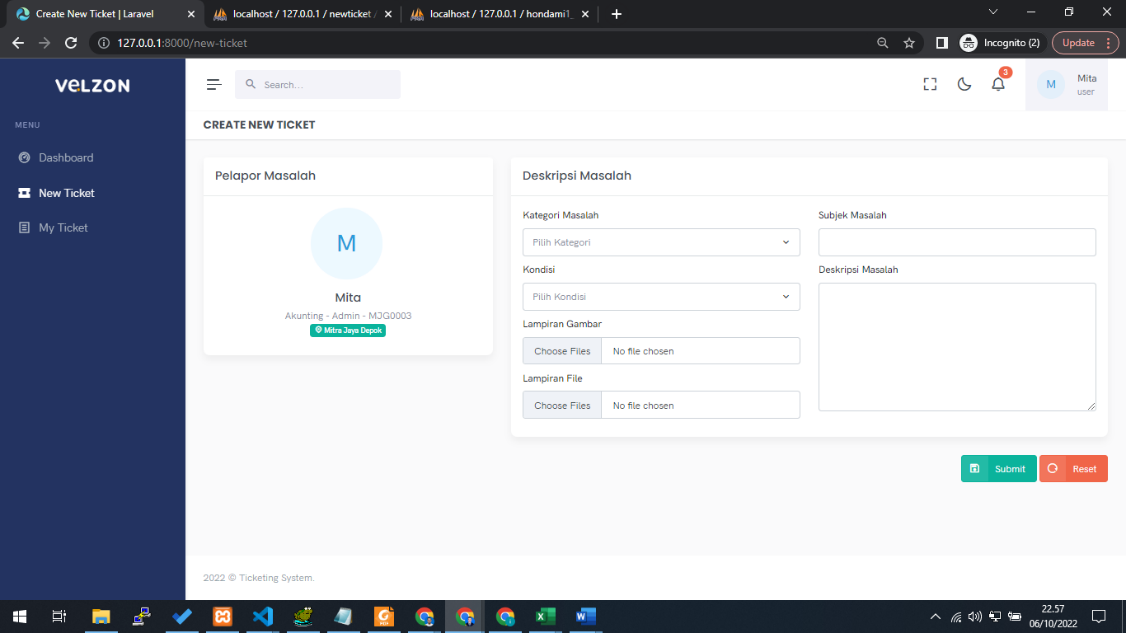 Create New Ticket | Laravel
localhost / 127.0.0.1 / newticket /
localhost / 127.0.0.1 / hondami1_
127.0.0.1:8000/new-ticket
Incognito (2)
Update
VELZON
Search...
3
M
Mita
user
MENU
Dashboard
New Ticket
My Ticket
CREATE NEW TICKET
Pelapor Masalah
M
Mita
Akunting - Admin - MJG0003
Mitra Jaya Depok
Deskripsi Masalah
Kategori Masalah
Pilih Kategori
Kondisi
Pilih Kondisi
Lampiran Gambar
Choose Files No file chosen
Lampiran File
Choose Files No file chosen
Subjek Masalah
Deskripsi Masalah
Submit
Reset
2022 © Ticketing System.
22.57
06/10/2022